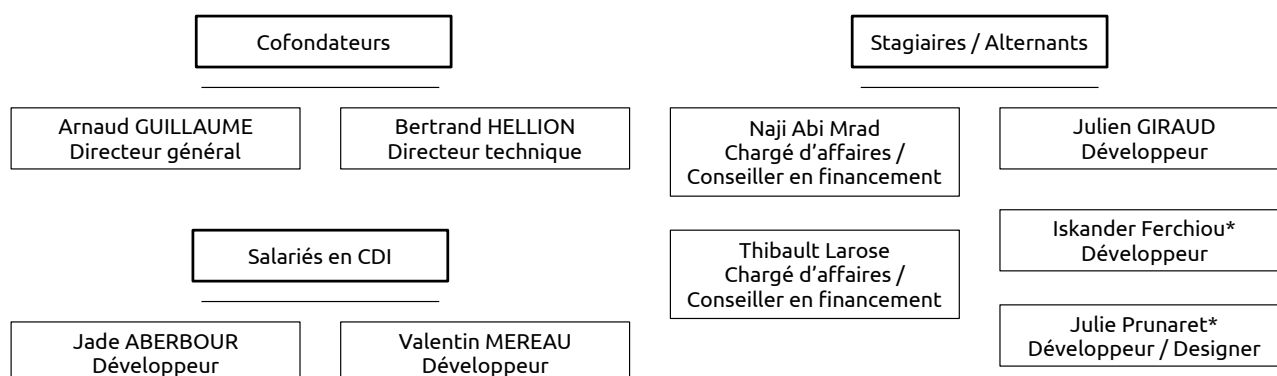 Cofondateurs
Arnaud GUILLAUME
Directeur général
Bertrand HELLION
Directeur technique
Salariés en CDI
Jade ABERBOUR
Développeur
Valentin MEREAU
Développeur
Stagiaires / Alternants
Naji Abi Mrad
Chargé d’affaires /
Conseiller en financement
Thibault Larose
Chargé d’affaires /
Conseiller en financement
Julien GIRAUD
Développeur
Iskander Ferchiou*
Développeur
Julie Prunaret*
Développeur / Designer